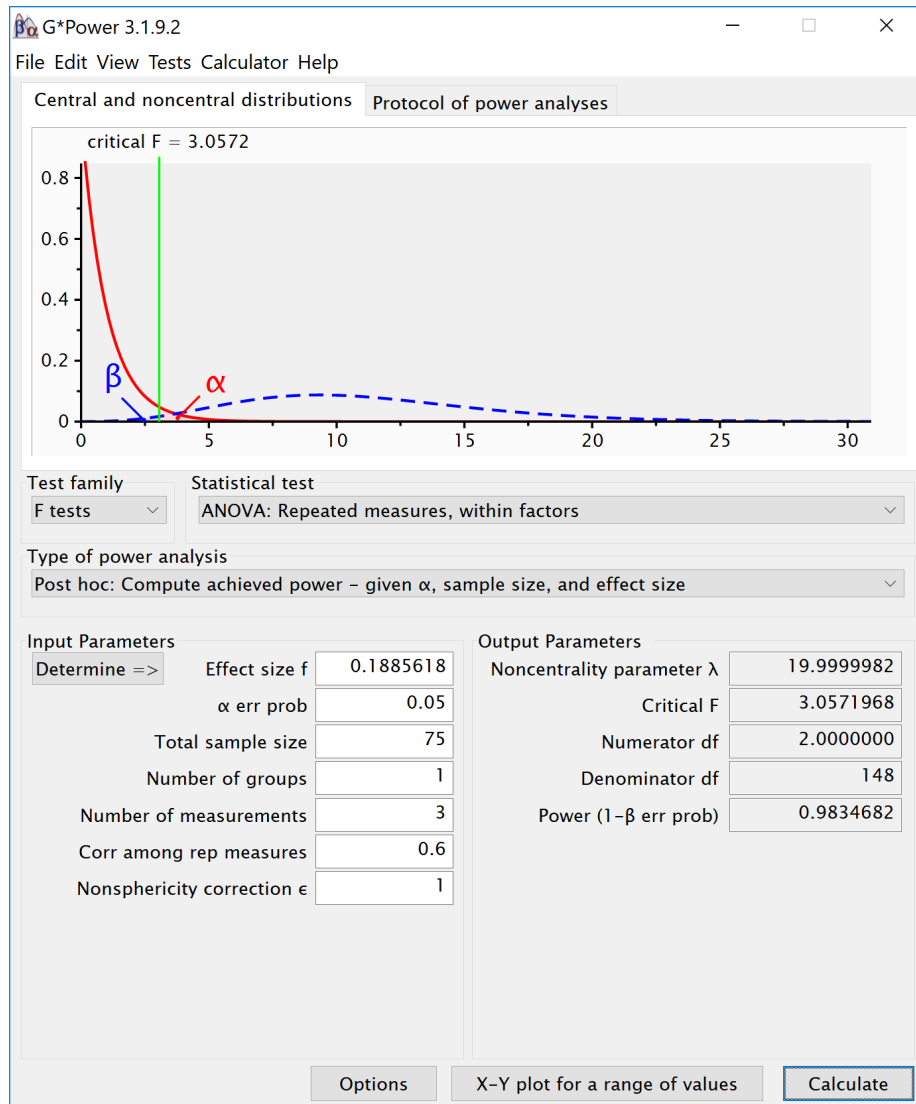 βα G*Power 3.1.9.2
File Edit View Tests Calculator Help
Central and noncentral distributions Protocol of power analyses
critical F = 3.0572
0.8
0.6
0.4
0.2
0
β α
0 5 10 15 20 25 30
Test family Statistical test
F tests ANOVA: Repeated measures, within factors
Type of power analysis
Post hoc: Compute achieved power – given α, sample size, and effect size
Input Parameters Output Parameters
Determine => Effect size f 0.1885618 Noncentrality parameter λ 19.9999982
α err prob 0.05 Critical F 3.0571968
Total sample size 75 Numerator df 2.0000000
Number of groups 1 Denominator df 148
Number of measurements 3 Power (1-β err prob) 0.9834682
Corr among rep measures 0.6
Nonsphericity correction ϵ 1
Options X-Y plot for a range of values Calculate